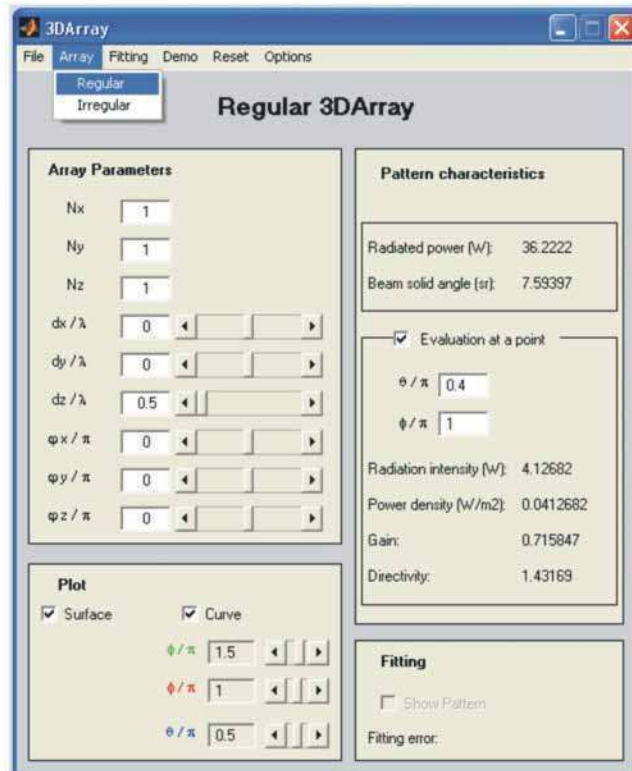 3DArray
File Array Fitting Demo Reset Options
Regular
Irregular
Regular 3DArray
Array Parameters
Nx 1
Ny 1
Nz 1
dx/λ 0
dy/λ 0
dz/λ 0.5
φx/π 0
φy/π 0
φz/π 0
Plot
Surface Curve
ϕ/π 1.5
ϕ/π 1
θ/π 0.5
Pattern characteristics
Radiated power (W): 36.2222
Beam solid angle (sr): 7.59397
Evaluation at a point
θ/π 0.4
ϕ/π 1
Radiation intensity (W): 4.12682
Power density (W/m2): 0.0412682
Gain: 0.715847
Directivity: 1.43169
Fitting
Show Pattern
Fitting error: